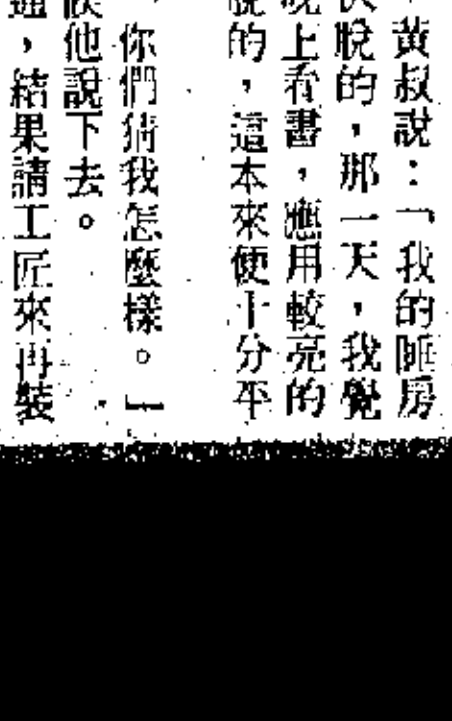 ，黃叔說：「我的睡房
脫的，那一天，我覺
上看書，應用較亮的
的，這本來便十分平
，你們猜我怎麼樣。」
他說下去。
，結果請工匠來再裝